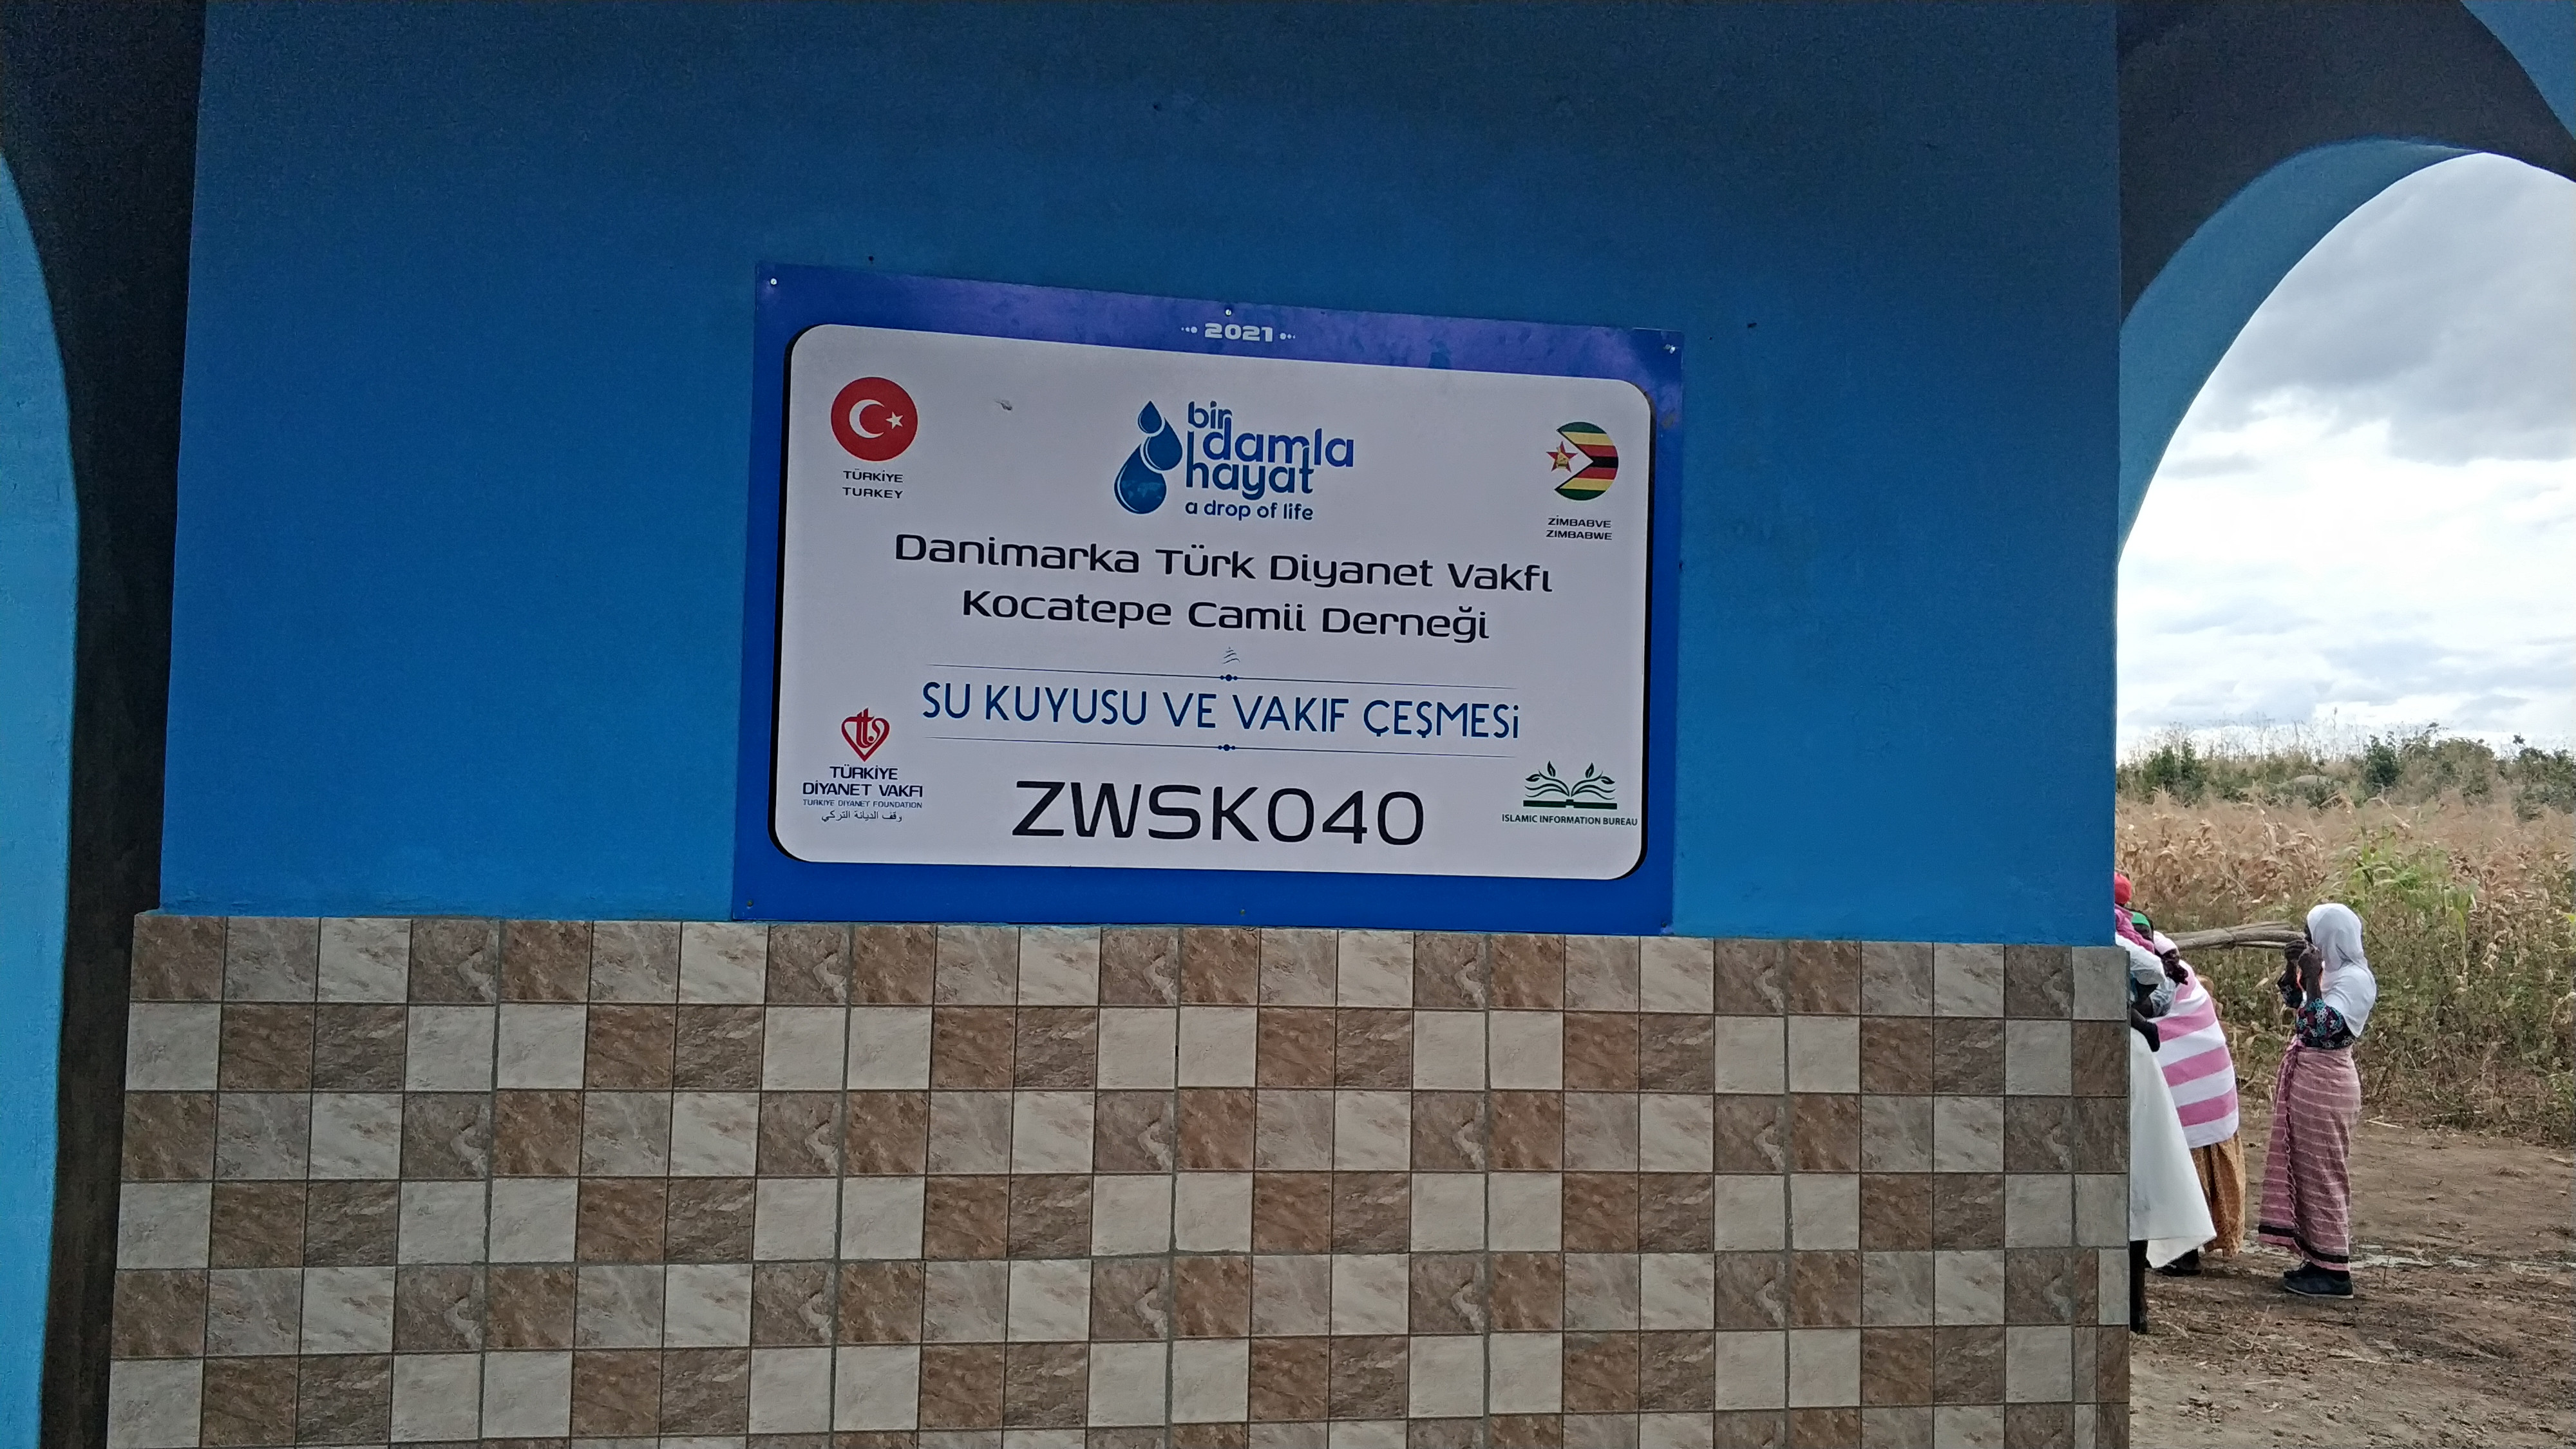 2021
TÜRKİYE
TURKEY
bir
damla
hayat
a drop of life
ZİMBABVE
ZIMBABWE
Danimarka Türk Diyanet Vakfı
Kocatepe Camii Derneği
SU KUYUSU VE VAKIF ÇEŞMESİ
ZWSK040
TÜRKİYE
DİYANET VAKFI
TÜRKİYE DİYANET FOUNDATION
وقف الديانة التركي
ISLAMIC INFORMATION BUREAU